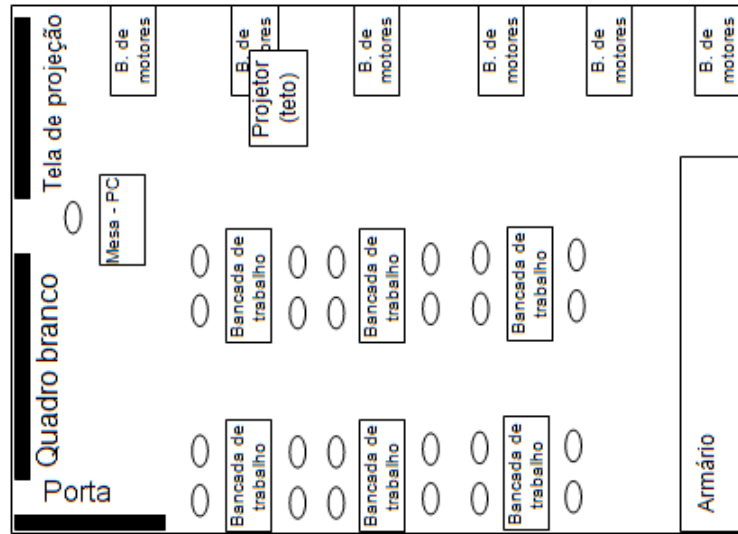 Tela de projeção
B. de
motores
B. de
ores
Projetor
(teto)
B. de
motores
B. de
motores
B. de
motores
B. de
motores
Mesa - PC
Quadro branco
Bancada de
trabalho
Bancada de
trabalho
Bancada de
trabalho
Porta
Bancada de
trabalho
Bancada de
trabalho
Bancada de
trabalho
Armário